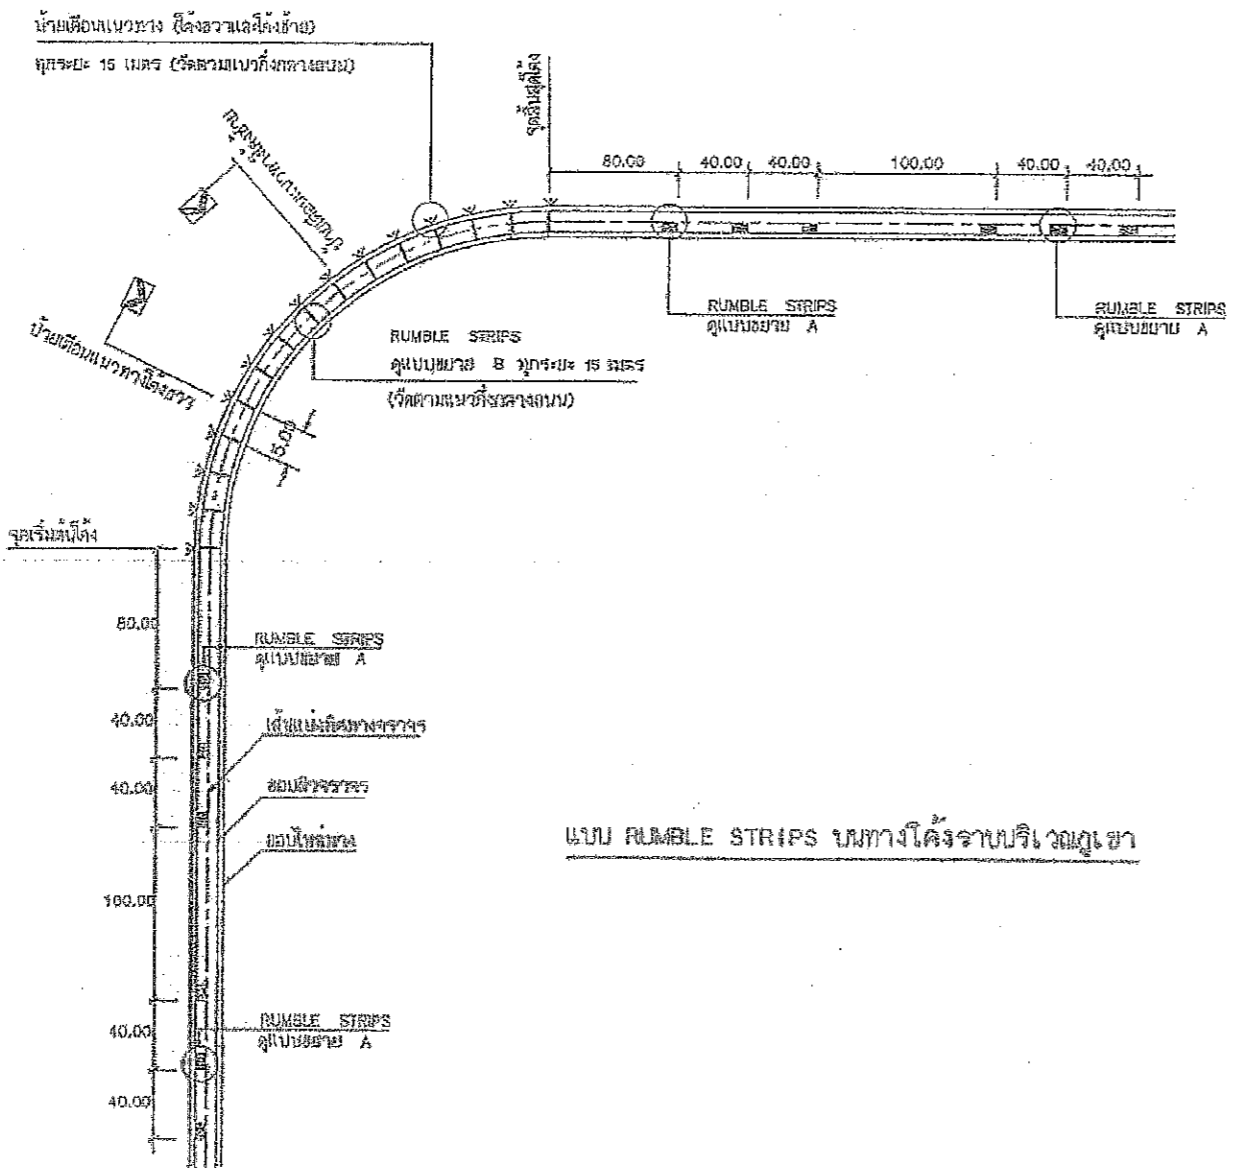 ป้ายเตือนแนวทาง (โค้งขวาและโค้งซ้าย)
ทุกระยะ 15 เมตร (วัดตามแนวกึ่งกลางถนน)
จุดสิ้นสุดโค้ง
80.00
40.00
40.00
100.00
40.00
40.00
ป้ายเตือนแนวทางโค้งขวา
RUMBLE STRIPS
ดูแบบขยาย A
RUMBLE STRIPS
ดูแบบขยาย A
RUMBLE STRIPS
ดูแบบขยาย B ทุกระยะ 15 เมตร
(วัดตามแนวกึ่งกลางถนน)
15.00
จุดเริ่มต้นโค้ง
80.00
RUMBLE STRIPS
ดูแบบขยาย A
40.00
เส้นแบ่งทิศทางจราจร
40.00
ขอบผิวจราจร
ขอบไหล่ทาง
แบบ RUMBLE STRIPS บนทางโค้งราบบริเวณภูเขา
100.00
RUMBLE STRIPS
ดูแบบขยาย A
40.00
40.00